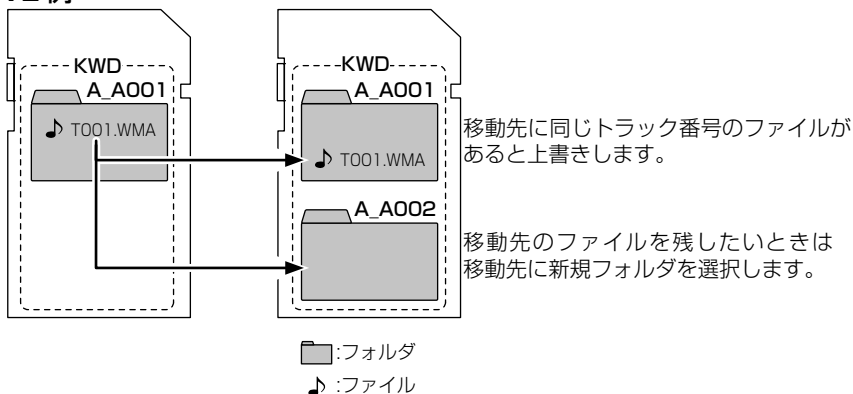 KWD
A_A001
T001.WMA
KWD
A_A001
T001.WMA
移動先に同じトラック番号のファイルが
あると上書きします。
A_A002
移動先のファイルを残したいときは
移動先に新規フォルダを選択します。
:フォルダ
:ファイル